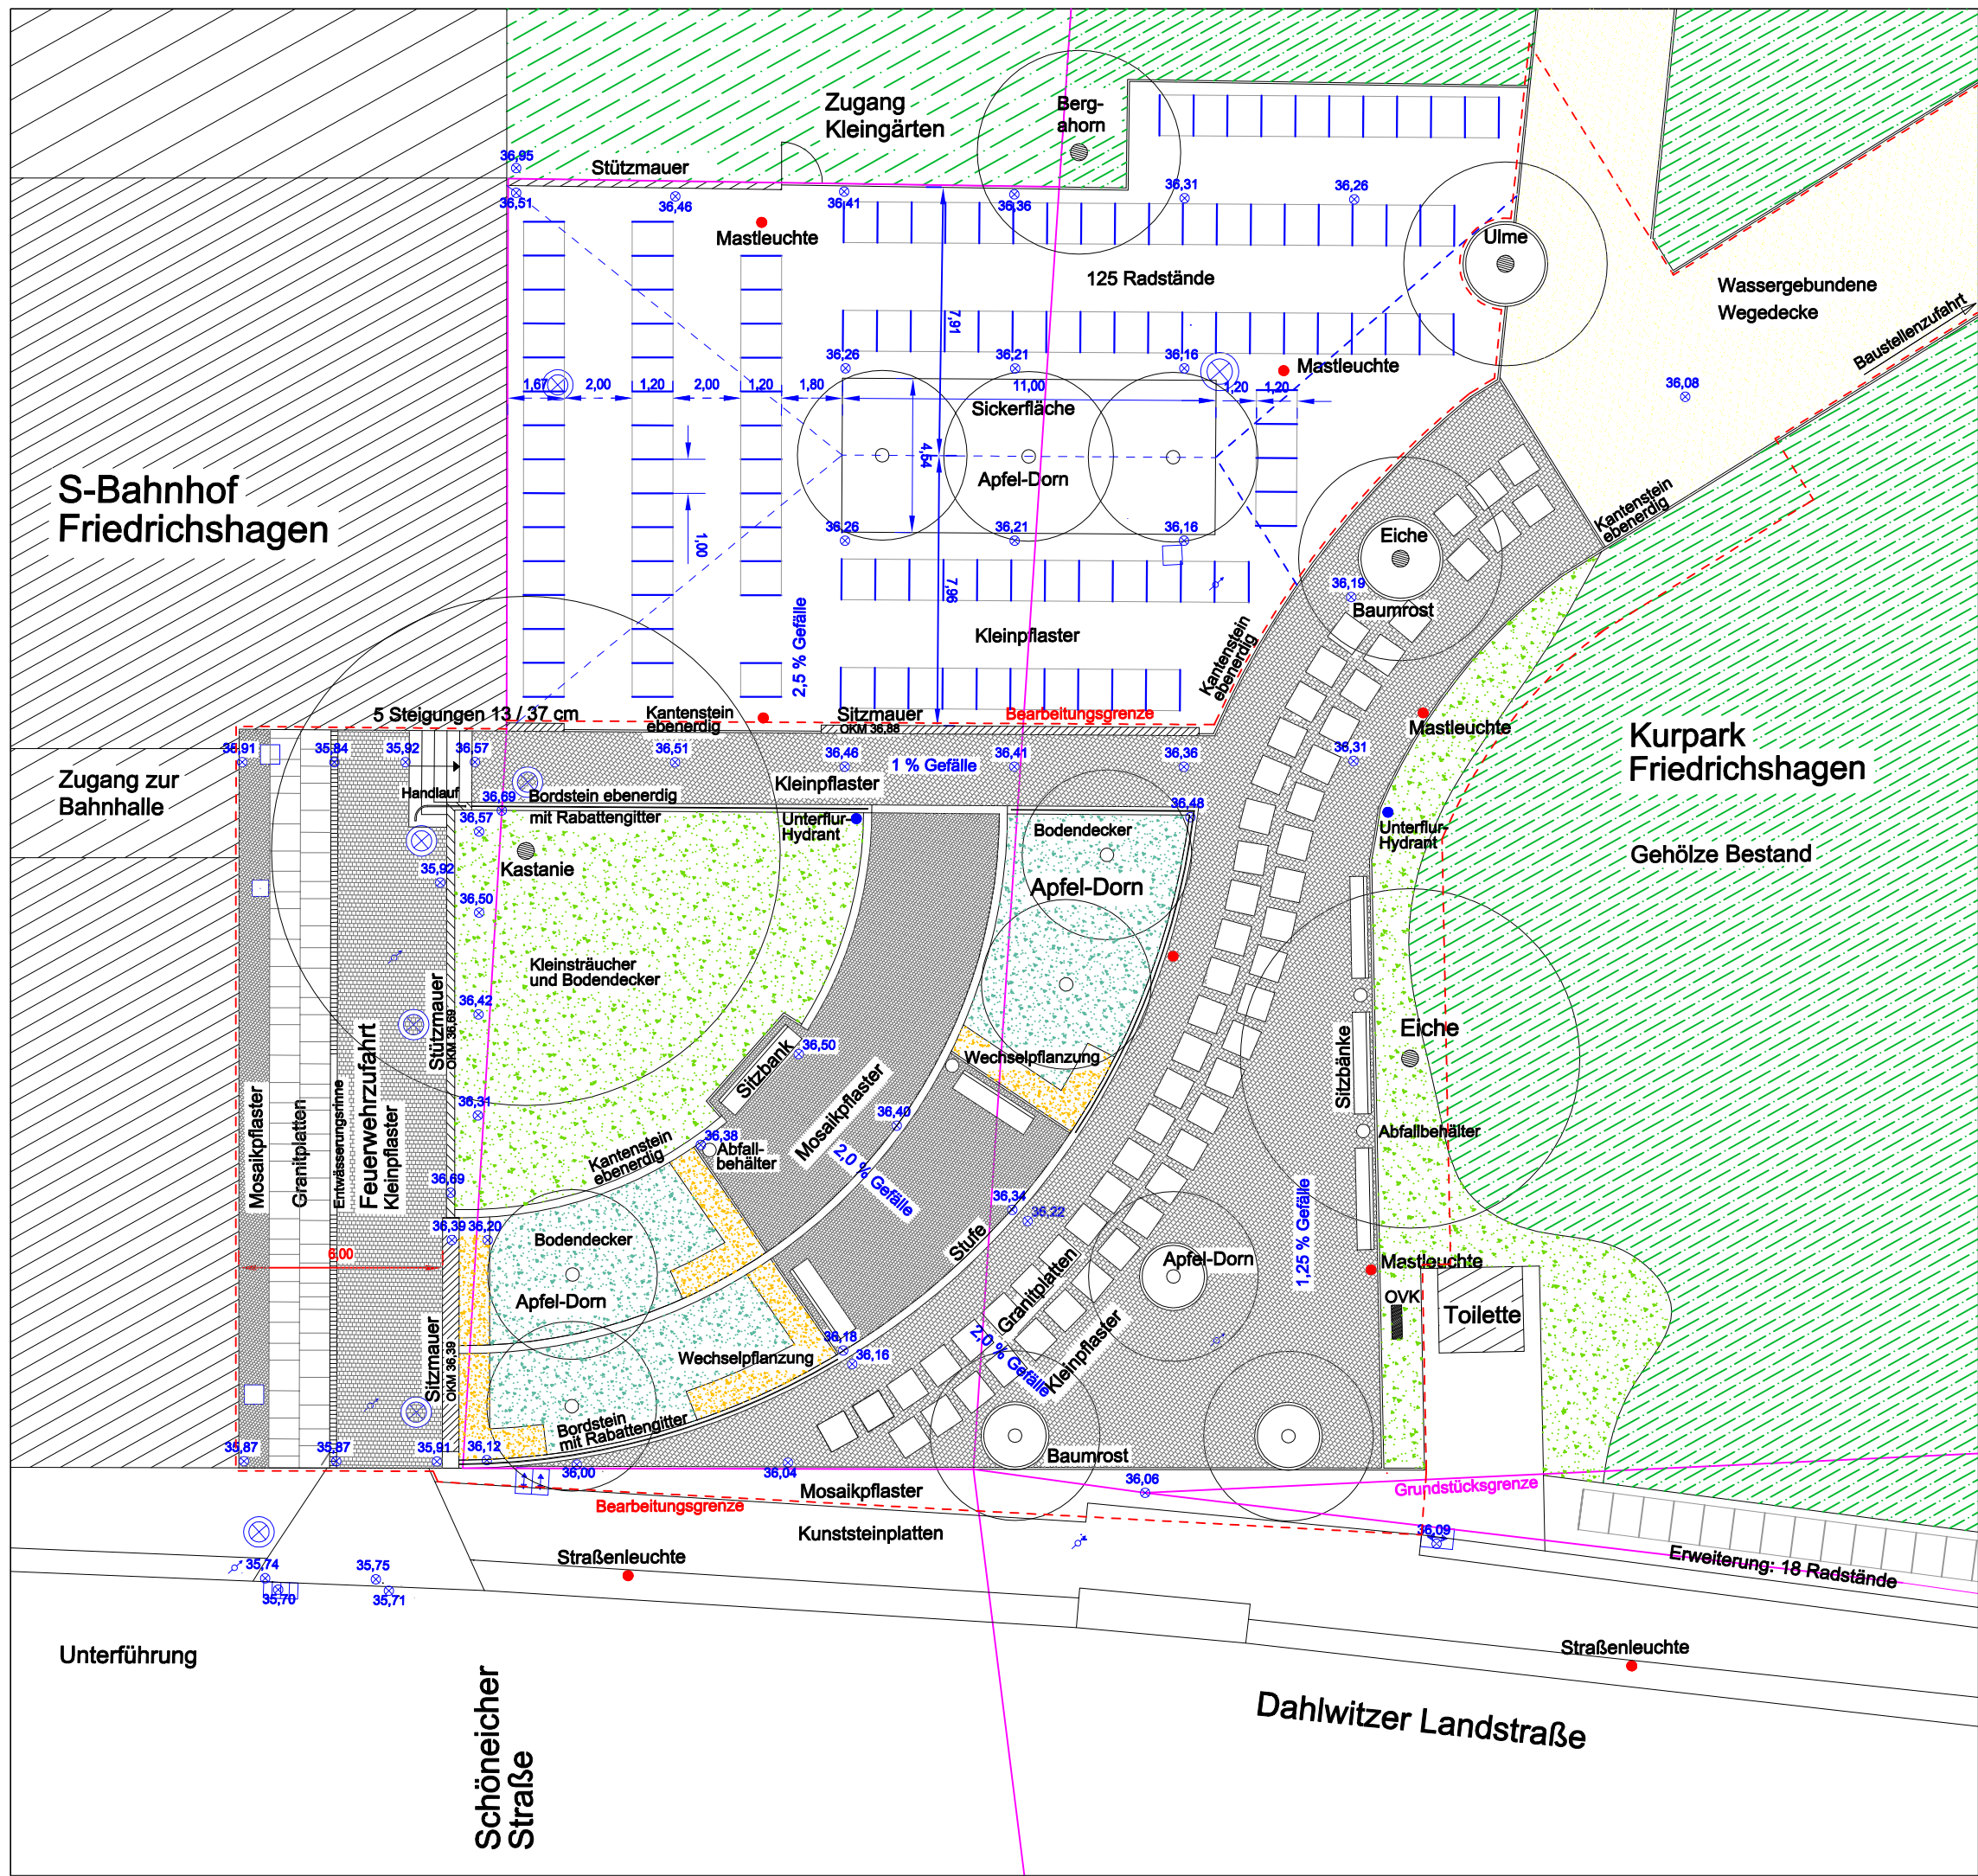 Zugang
Kleingärten
Berg-
ahorn
Stützmauer
36,95
36,51
36,46
36,41
36,36
36,31
36,26
Mastleuchte
Ulme
125 Radstände
Wassergebundene
Wegedecke
Baustellenzufahrt
7,91
36,26
36,21
36,16
Mastleuchte
36,08
1,67
2,00
1,20
2,00
1,20
1,80
11,00
1,20
1,20
Sickerfläche
4,54
Apfel-Dorn
S-Bahnhof
Friedrichshagen
36,26
36,21
36,16
1,00
7,96
2,5 % Gefälle
Kleinpflaster
Eiche
36,19
Baumrost
Kantenstein
ebenerdig
Kantenstein
ebenerdig
5 Steigungen 13 / 37 cm
Kantenstein
ebenerdig
Sitzmauer
OKM 36,88
Bearbeitungsgrenze
Mastleuchte
Kurpark
Friedrichshagen
Gehölze Bestand
35,91
35,84
35,92
36,57
36,51
36,46
1 % Gefälle
36,41
36,36
36,31
Zugang zur
Bahnhalle
Handlauf
Kleinpflaster
36,69
Bordstein ebenerdig
mit Rabattengitter
36,57
Unterflur-
Hydrant
36,48
Bodendecker
Unterflur-
Hydrant
Kastanie
35,92
36,50
Apfel-Dorn
Kleinsträucher
und Bodendecker
36,42
Stützmauer
OKM 36,69
Eiche
Sitzbänke
Wechselpflanzung
36,50
Sitzbank
Mosaikpflaster
36,40
36,31
36,38
Abfall-
behälter
Abfallbehälter
Kantenstein
ebenerdig
2,0 % Gefälle
Mosaikpflaster
Granitplatten
Entwässerungsrinne
Feuerwehrzufahrt
Kleinpflaster
36,69
36,39
36,20
36,34
36,22
Stufe
1,25 % Gefälle
Bodendecker
6,00
Apfel-Dorn
Apfel-Dorn
Mastleuchte
OVK
Toilette
Granitplatten
2,0 % Gefälle
Kleinpflaster
Sitzmauer
OKM 36,39
36,18
36,16
Wechselpflanzung
Bordstein
mit Rabattengitter
35,87
35,87
35,91
36,12
36,00
36,04
Baumrost
36,06
Grundstücksgrenze
Mosaikpflaster
Bearbeitungsgrenze
Kunststeinplatten
36,09
Erweiterung: 18 Radstände
35,74
35,70
35,75
35,71
Straßenleuchte
Straßenleuchte
Unterführung
Schöneicher
Straße
Dahlwitzer Landstraße